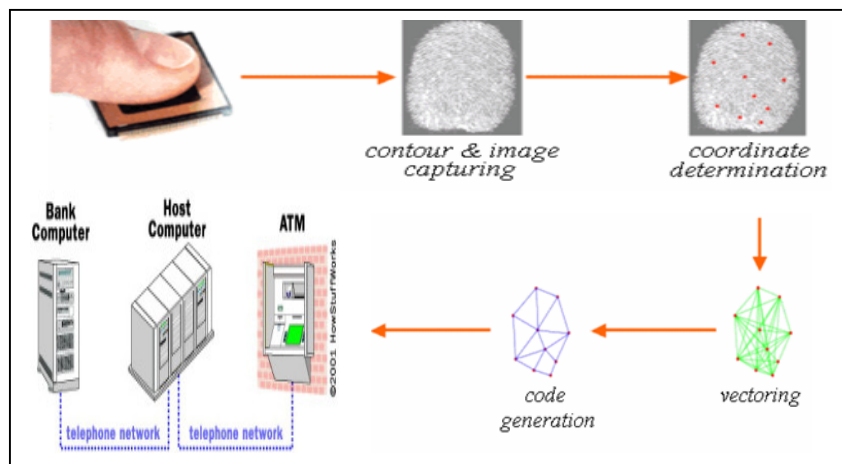 contour & image
capturing
coordinate
determination
Bank
Computer
Host
Computer
ATM
©2001 HowStuffWorks
code
generation
vectoring
telephone network
telephone network